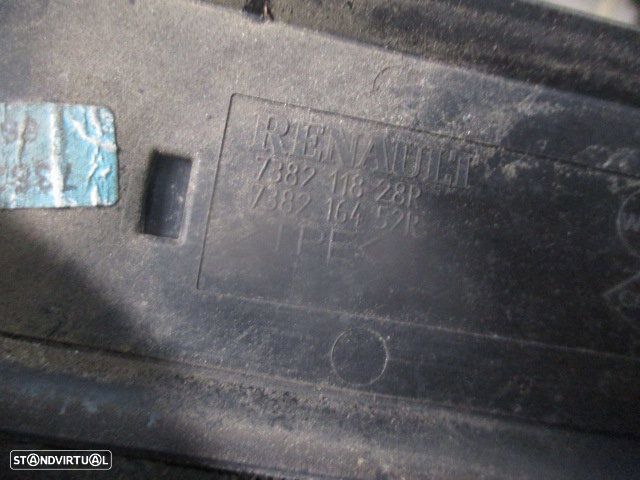 RENAULT
7382 118 28R
7382 164 52R
>TPE<
STANDVIRTUAL